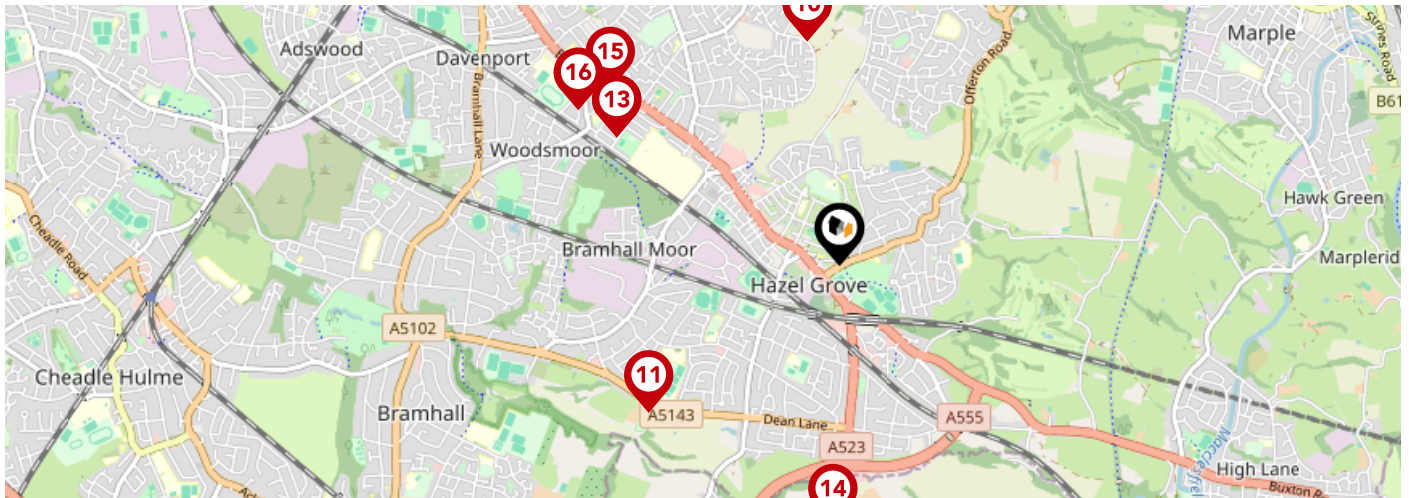 10
Marple
Strines Road
Adswood
15
Davenport
16
13
Offerton Road
B61
Bramhall Lane
Woodsmoor
Hawk Green
Cheadle Road
Bramhall Moor
Marplerid
Hazel Grove
A5102
Cheadle Hulme
11
Bramhall
A5143
Dean Lane
A555
A523
High Lane
14
Buxton R